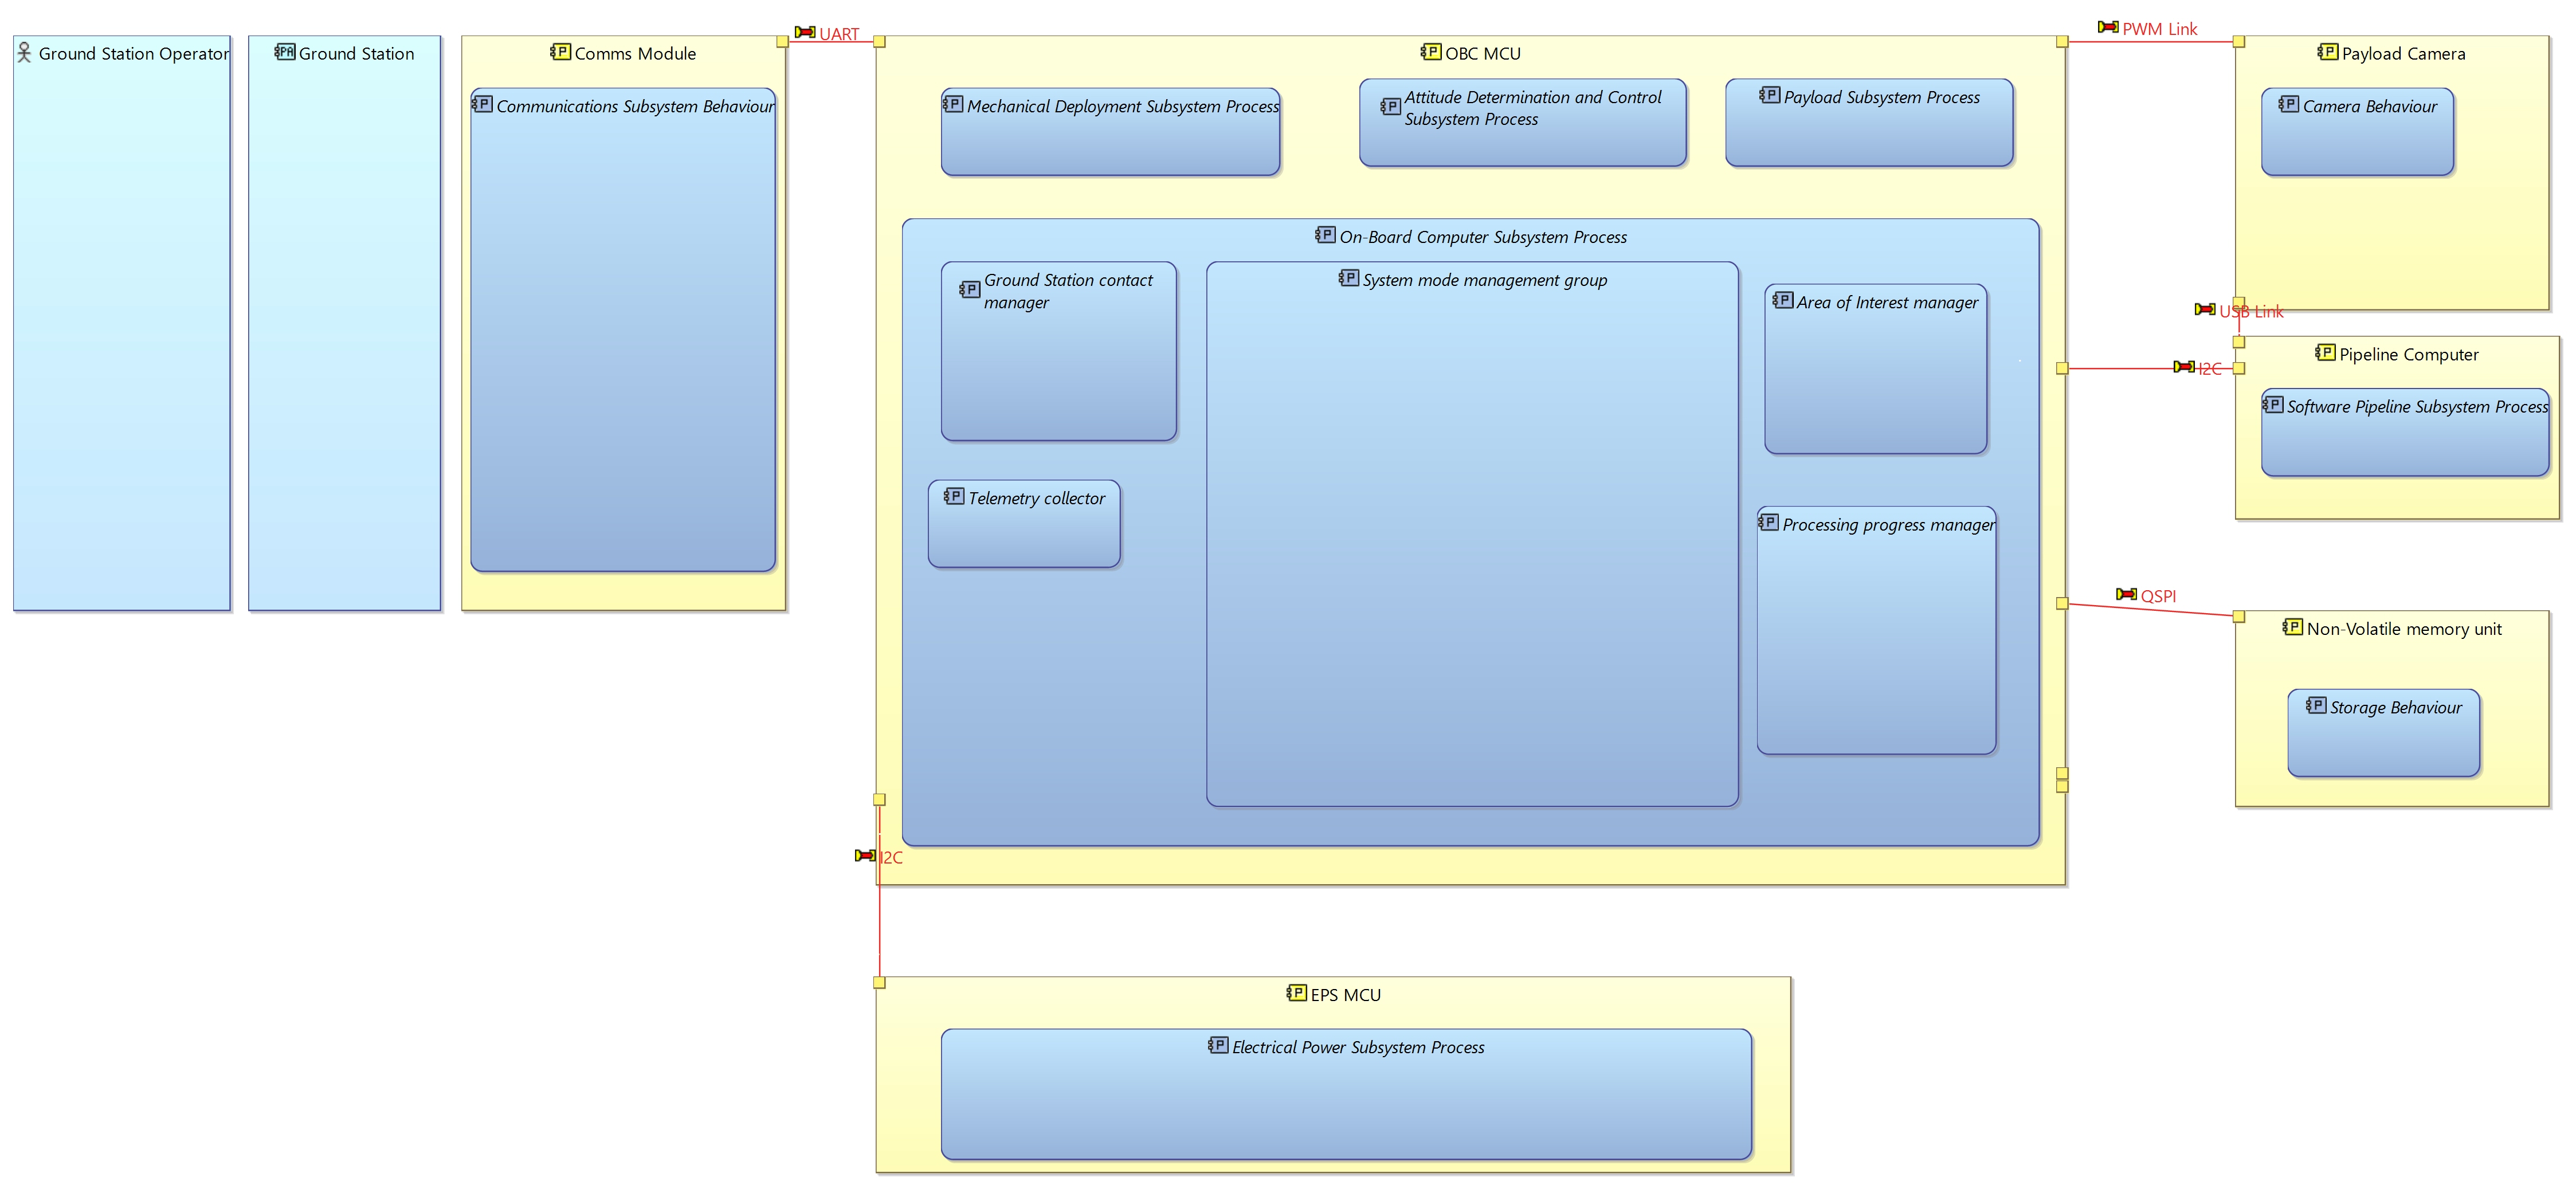 Ground Station Operator
Ground Station
Comms Module
Communications Subsystem Behaviour
UART
OBC MCU
Mechanical Deployment Subsystem Process
Attitude Determination and Control
Subsystem Process
Payload Subsystem Process
On-Board Computer Subsystem Process
Ground Station contact
manager
System mode management group
Area of Interest manager
Telemetry collector
Processing progress manager
I2C
EPS MCU
Electrical Power Subsystem Process
PWM Link
Payload Camera
Camera Behaviour
USB Link
Pipeline Computer
I2C
Software Pipeline Subsystem Process
QSPI
Non-Volatile memory unit
Storage Behaviour